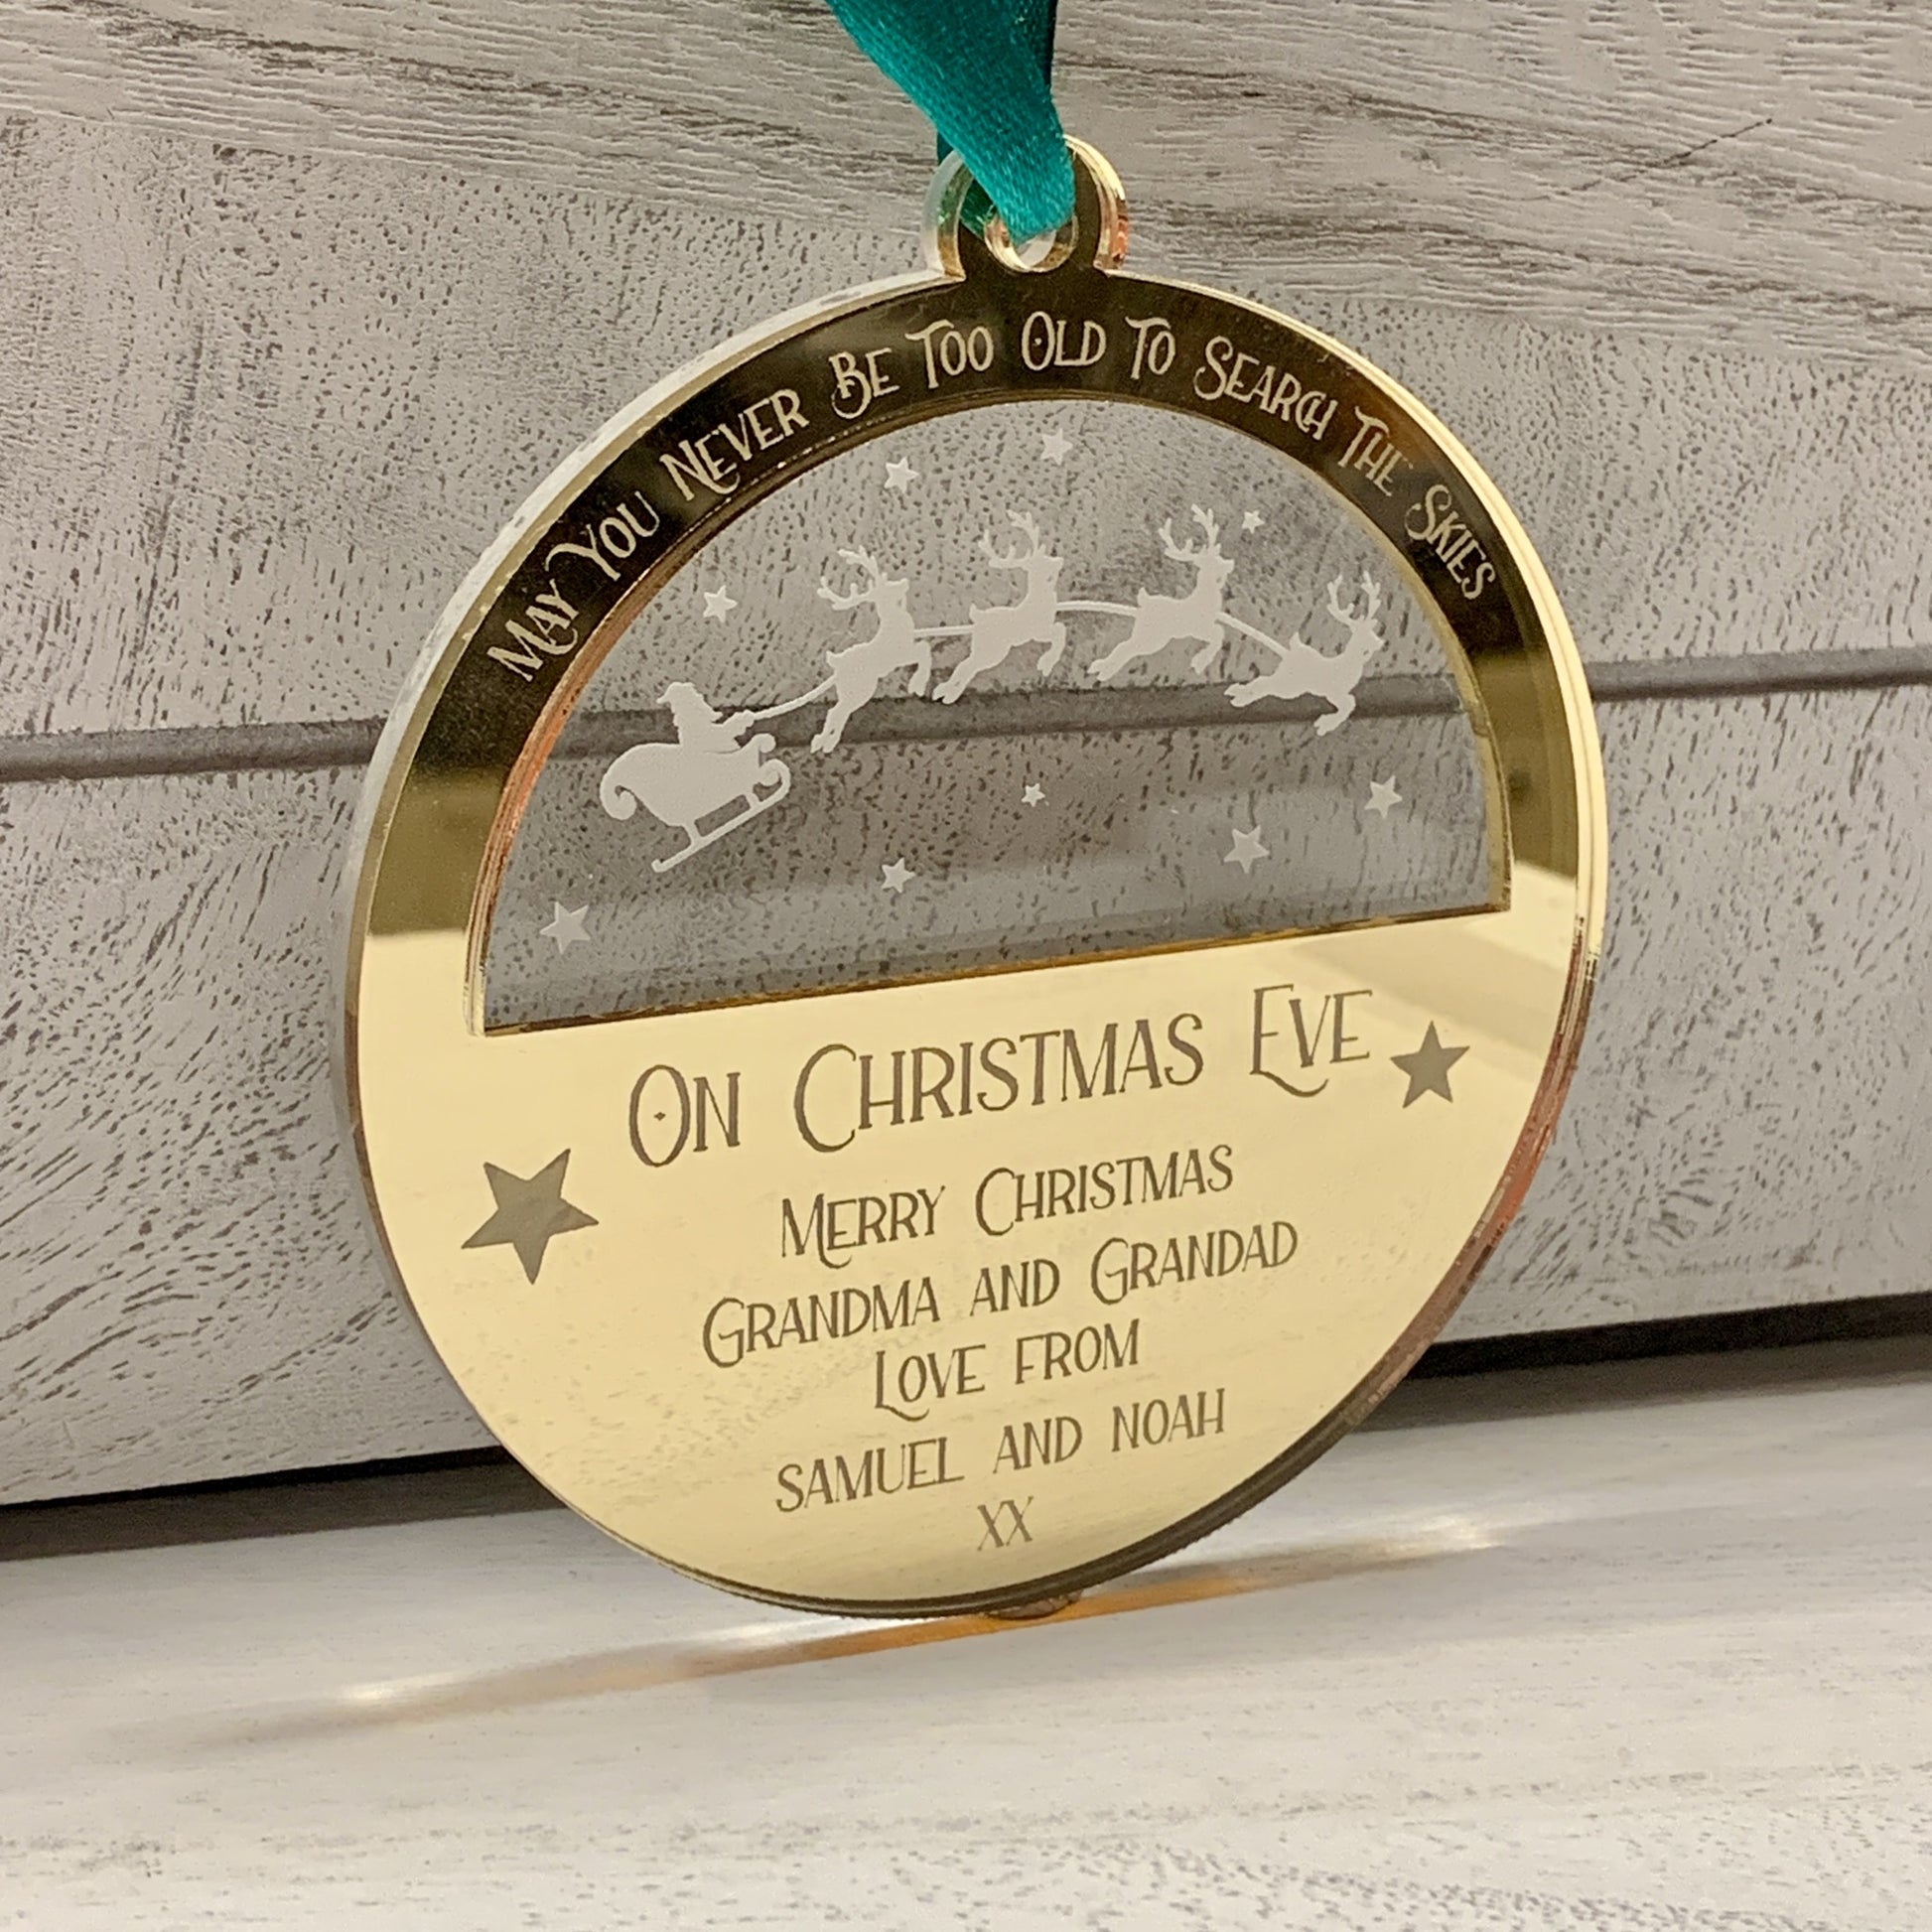 May You Never Be Too Old To Search The Skies
On Christmas Eve
Merry Christmas
Grandma and Grandad
Love from
Samuel and Noah
xx